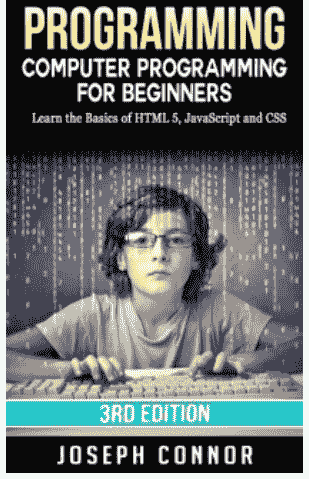 PROGRAMMING
COMPUTER PROGRAMMING
FOR BEGINNERS
Learn the Basics of HTML 5, JavaScript and CSS
3RD EDITION
JOSEPH CONNOR